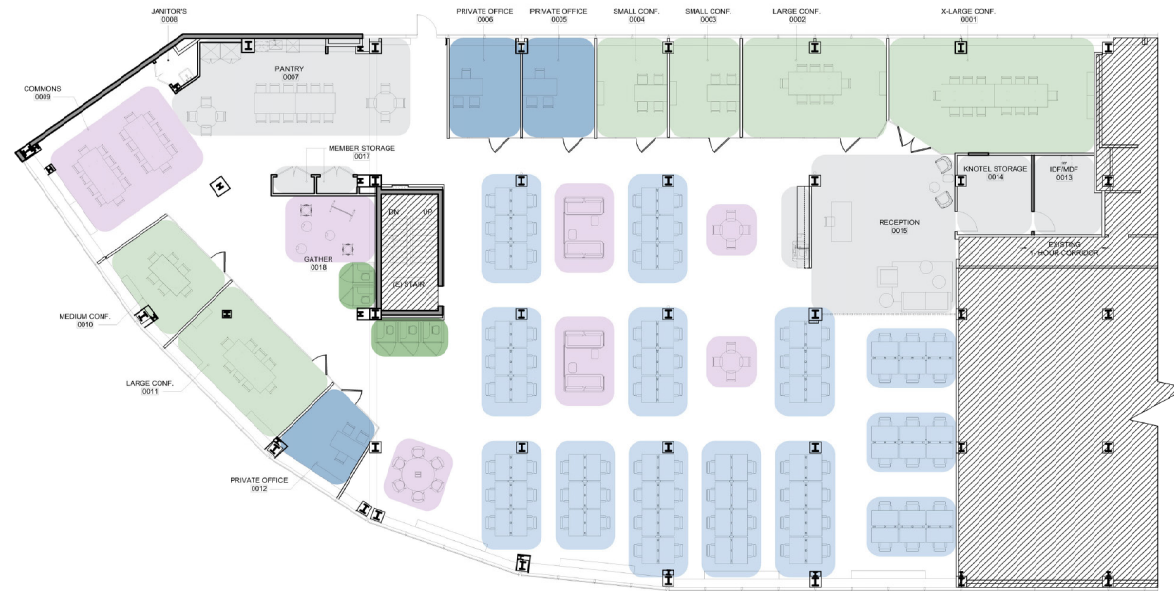 JANITOR'S
0008
PRIVATE OFFICE
0006
PRIVATE OFFICE
0005
SMALL CONF.
0004
SMALL CONF.
0003
LARGE CONF.
0002
X-LARGE CONF.
0001
PANTRY
0007
COMMONS
0009
MEMBER STORAGE
0017
KNOTEL STORAGE
0014
IDF/MDF
0013
DN
UP
RECEPTION
0015
EXISTING
1- HOUR CORRIDOR
GATHER
0018
(E) STAIR
MEDIUM CONF.
0010
LARGE CONF.
0011
PRIVATE OFFICE
0012